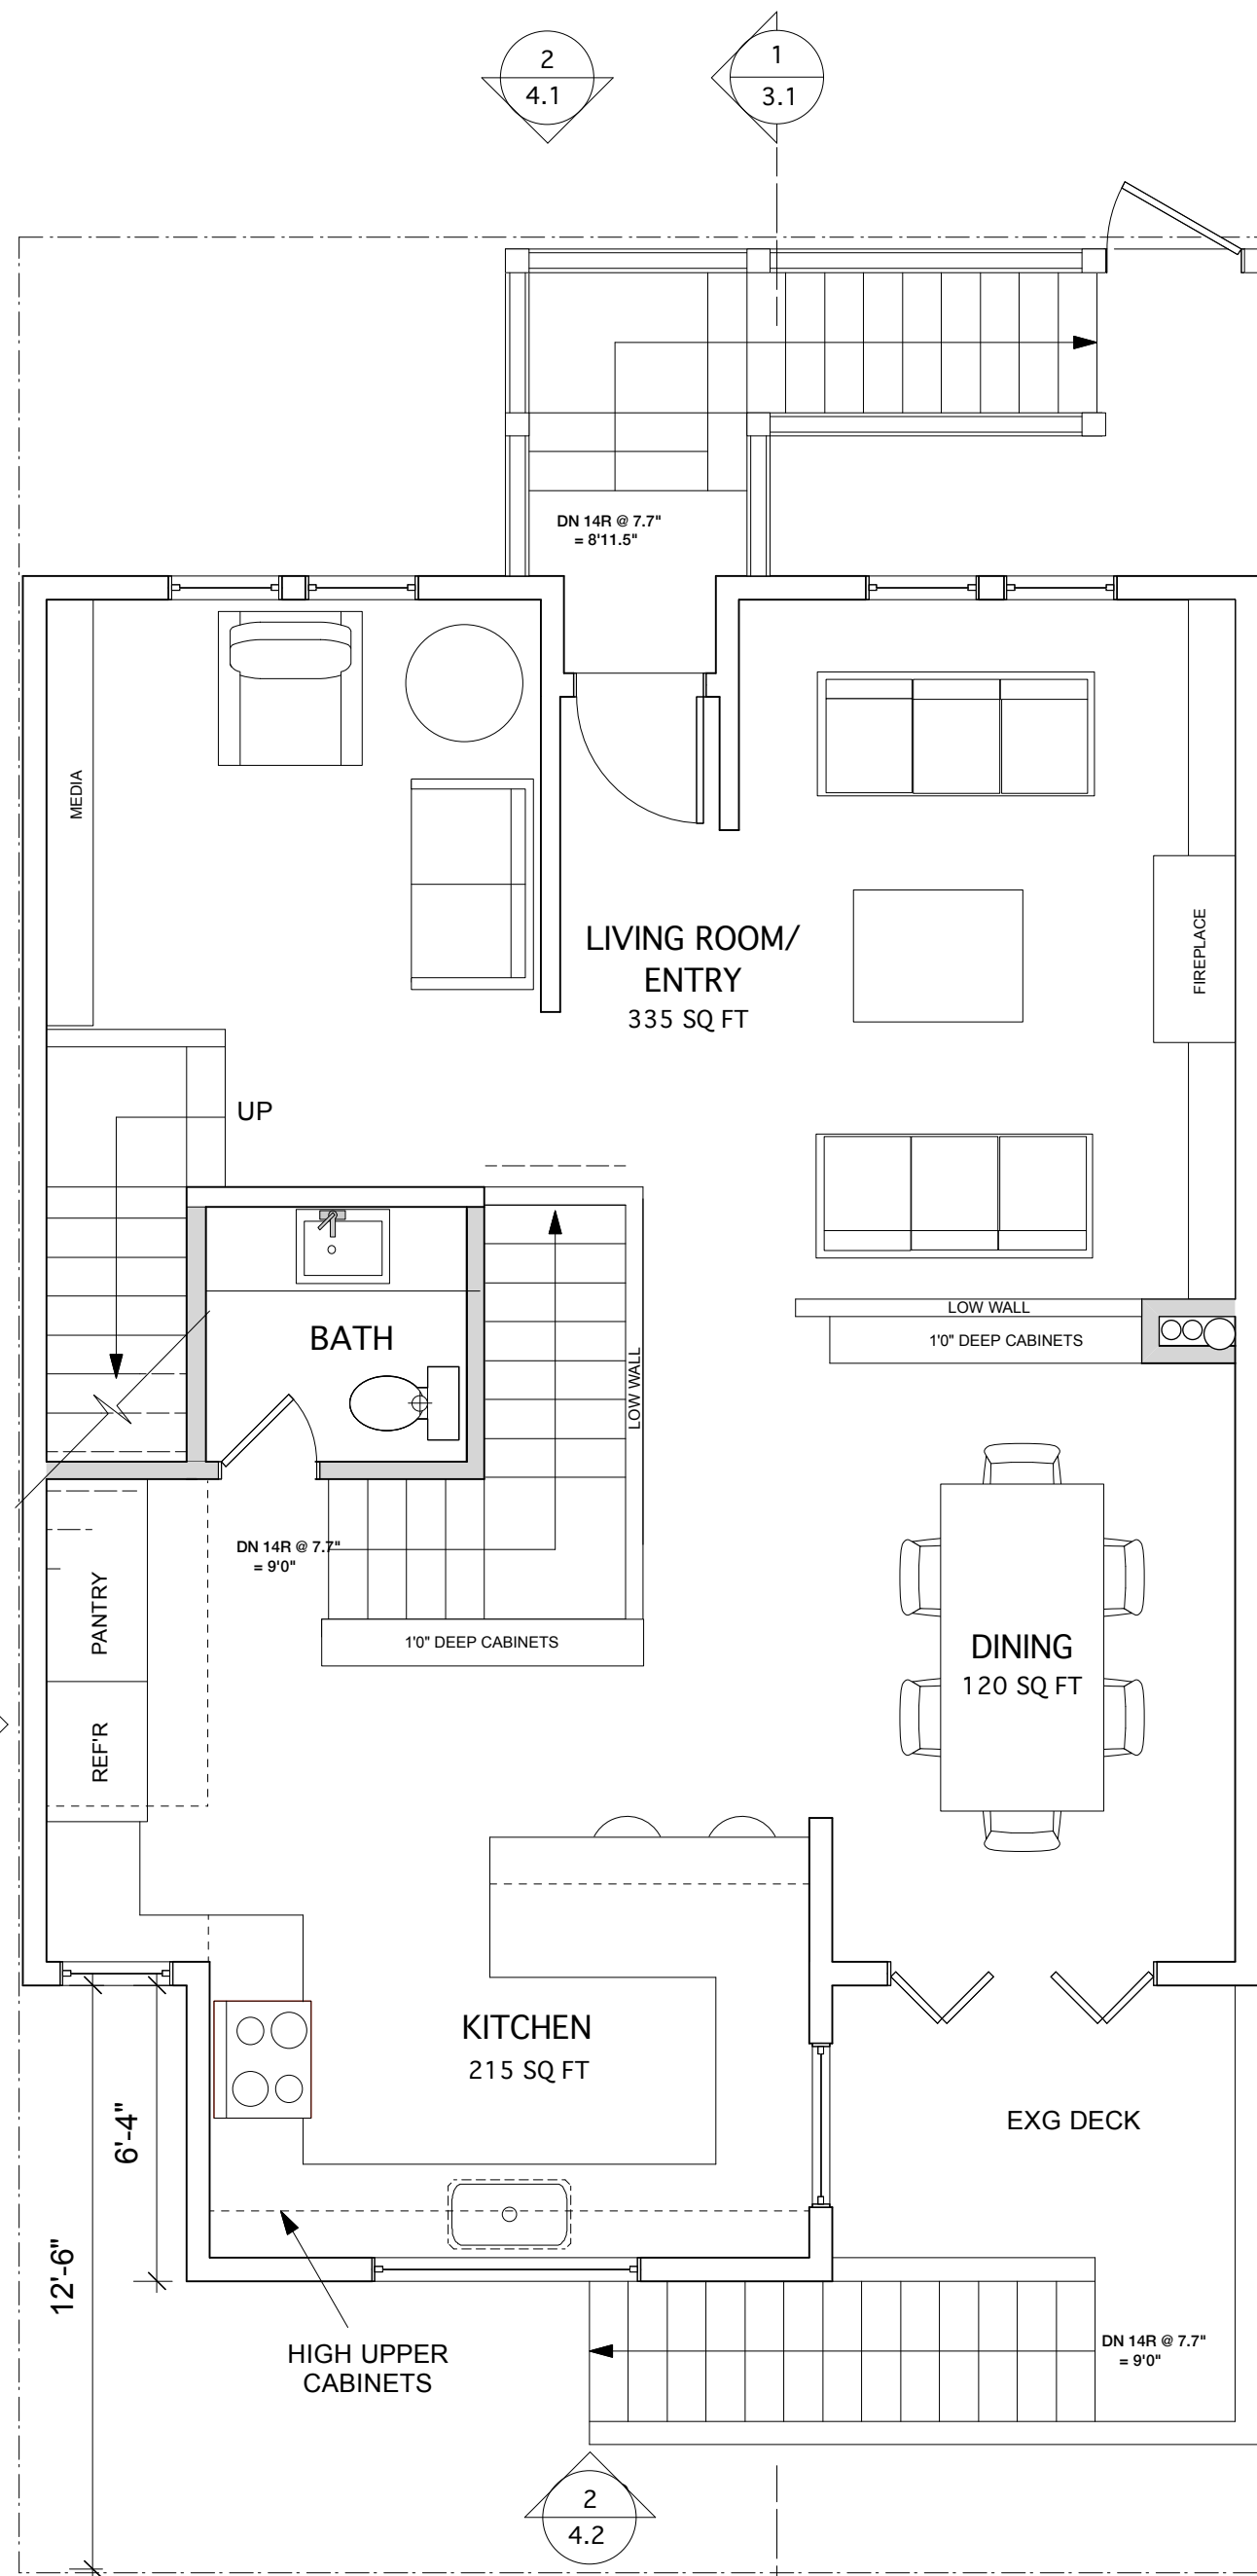 2
4.1
1
3.1
DN 14R @ 7.7"
= 8'11.5"
MEDIA
LIVING ROOM/
ENTRY
335 SQ FT
FIREPLACE
UP
BATH
LOW WALL
LOW WALL
1'0" DEEP CABINETS
DN 14R @ 7.7"
= 9'0"
PANTRY
1'0" DEEP CABINETS
DINING
120 SQ FT
REF'R
KITCHEN
215 SQ FT
EXG DECK
6'-4"
12'-6"
HIGH UPPER
CABINETS
DN 14R @ 7.7"
= 9'0"
2
4.2